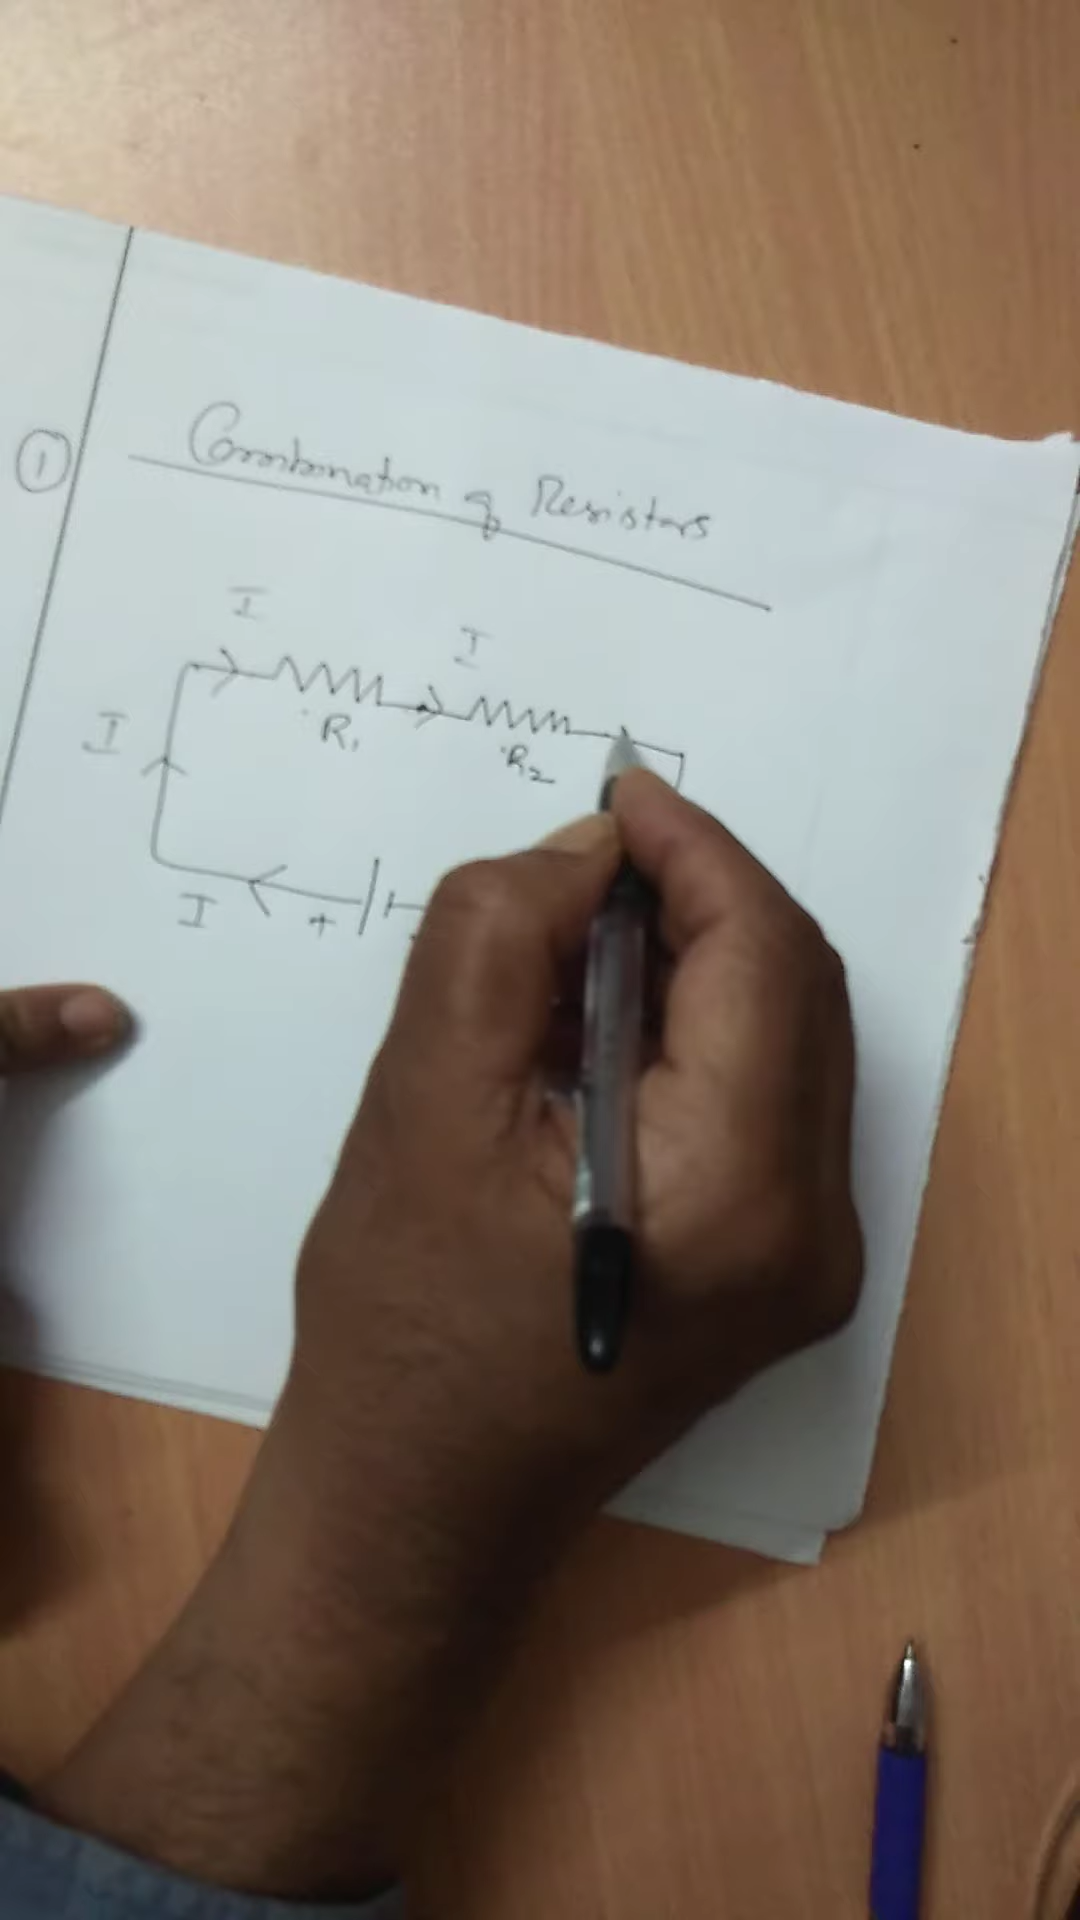 ①
Combination of Resistors
I
I
R₁
I
R₂
I
+